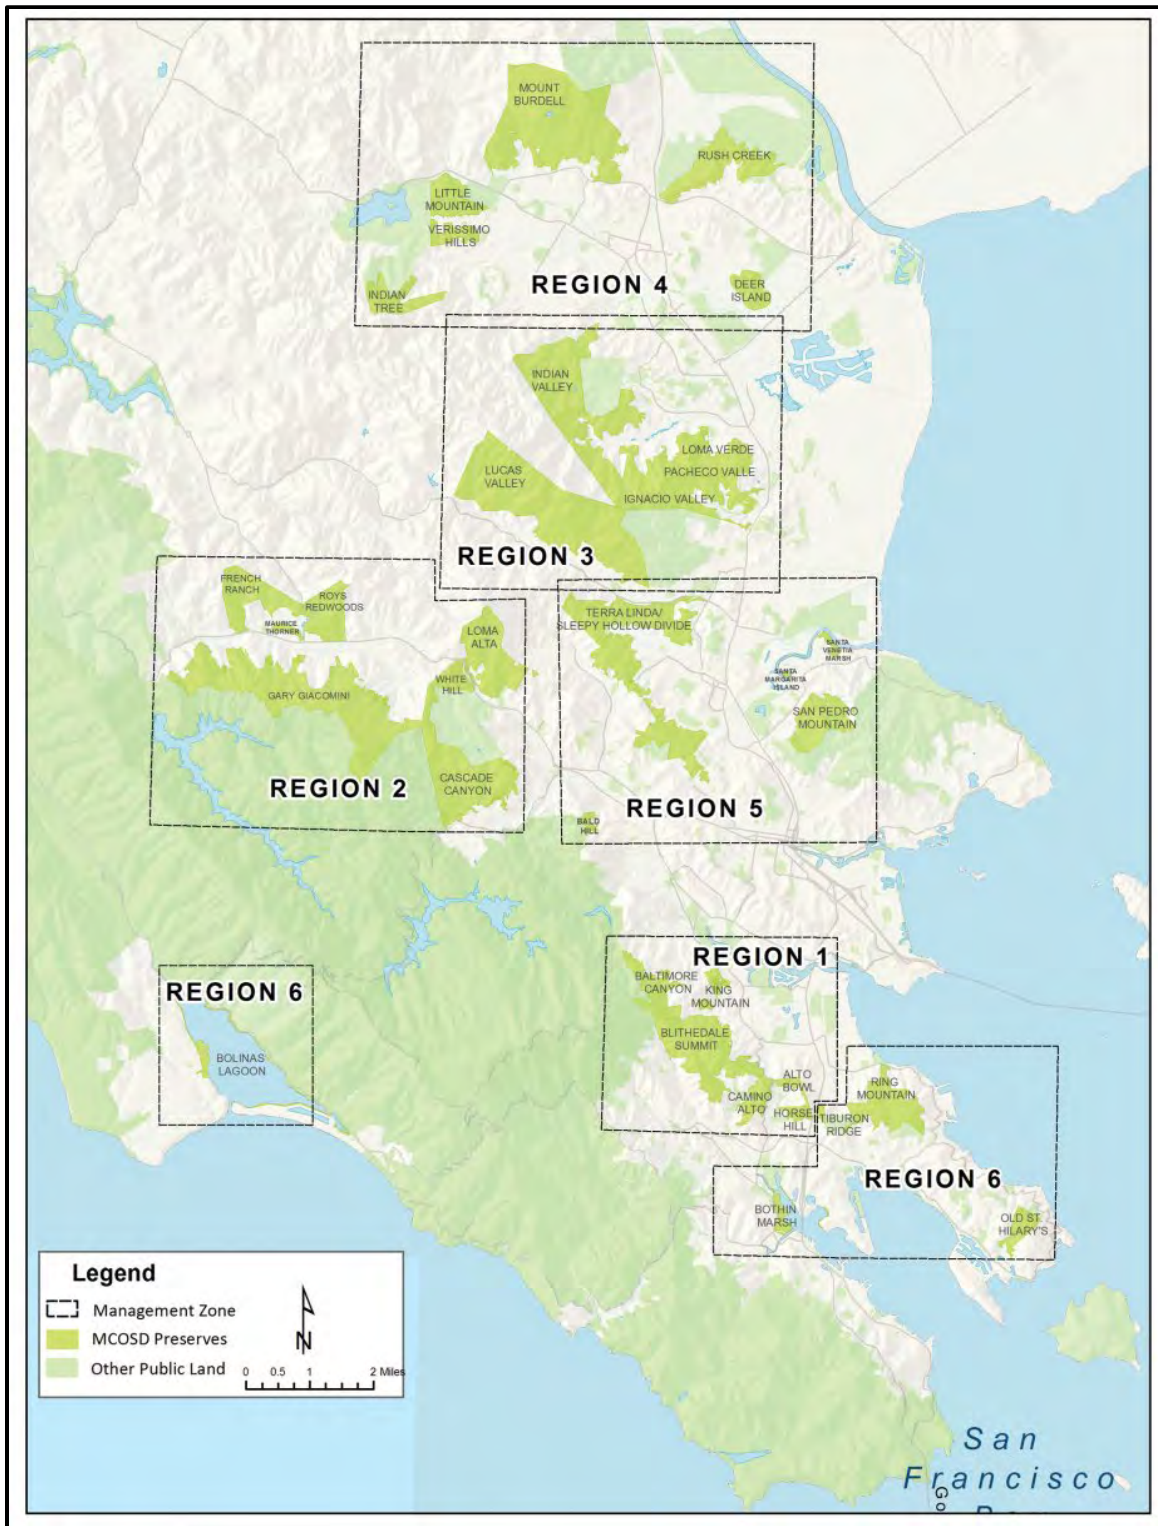 MOUNT
BURDELL
RUSH CREEK
LITTLE
MOUNTAIN
VERISSIMO
HILLS
REGION 4
INDIAN
TREE
DEER
ISLAND
INDIAN
VALLEY
LOMA VERDE
LUCAS
VALLEY
PACHECO VALLE
IGNACIO VALLEY
REGION 3
FRENCH
RANCH
ROYS
REDWOODS
MAURICE
THORNER
LOMA
ALTA
WHITE
HILL
GARY GIACOMINI
REGION 2
CASCADE
CANYON
TERRA LINDA/
SLEEPY HOLLOW DIVIDE
SANTA
VENETIA
MARSH
SANTA
MARGARITA
ISLAND
SAN PEDRO
MOUNTAIN
REGION 5
BALD
HILL
REGION 1
BALTIMORE
CANYON
KING
MOUNTAIN
BLITHEDALE
SUMMIT
ALTO
BOWL
CAMINO
ALTO
HORSE
HILL
REGION 6
BOLINAS
LAGOON
RING
MOUNTAIN
TIBURON
RIDGE
REGION 6
BOTHIN
MARSH
OLD ST.
HILARY'S
Legend
Management Zone
MCOSD Preserves
Other Public Land
N
0 0.5 1 2 Miles
San
Francisco
Go